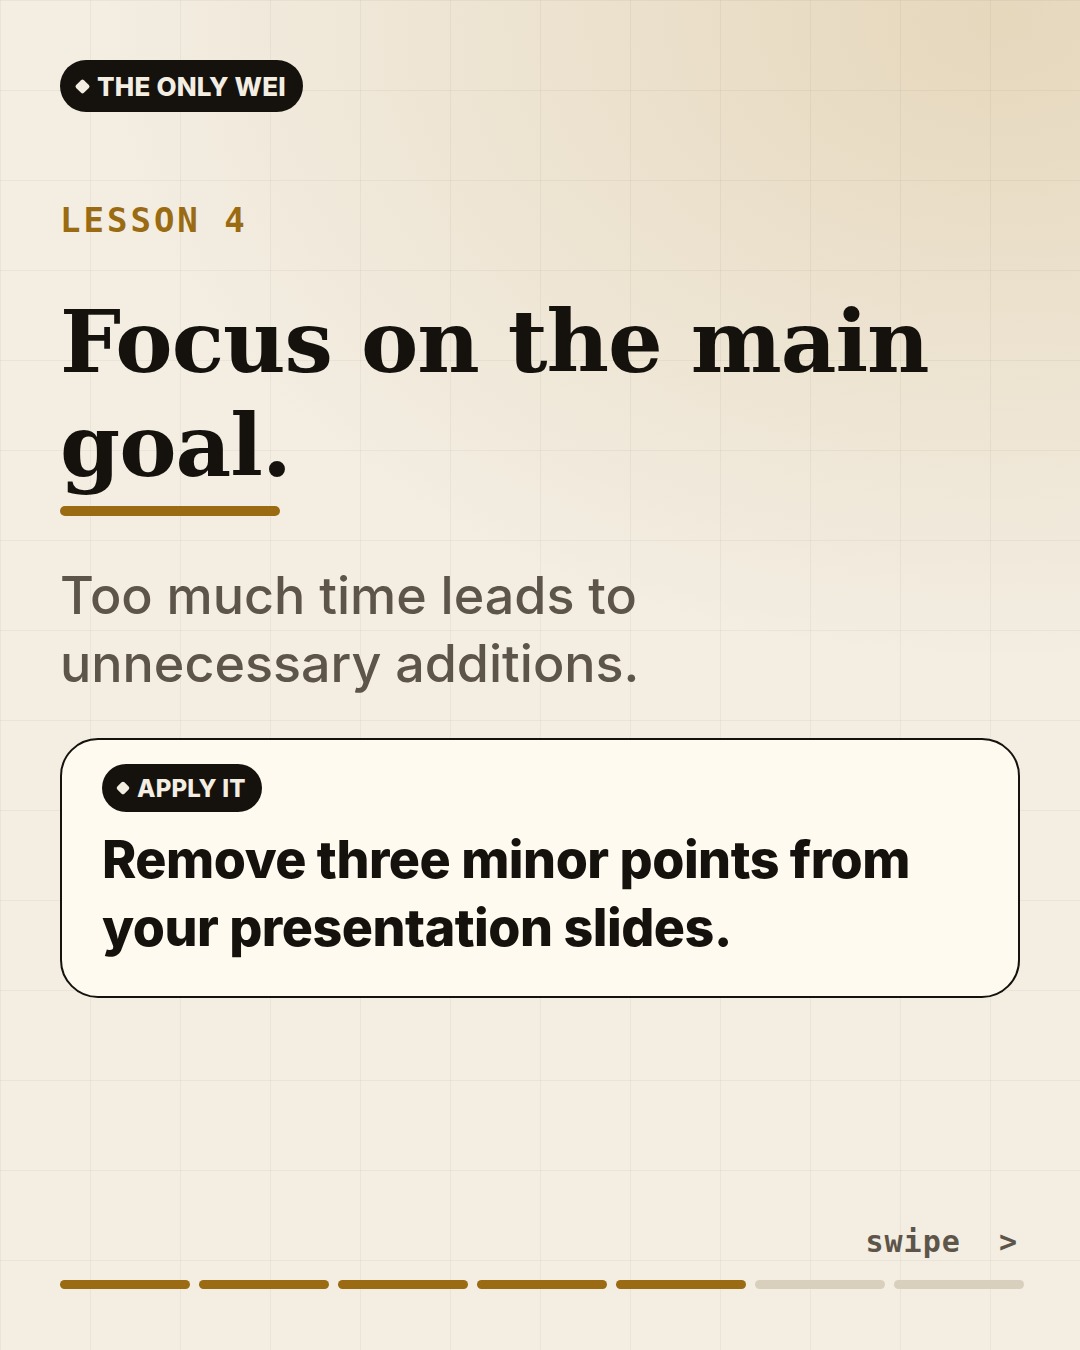 THE ONLY WEI
LESSON 4
Focus on the main
goal.
Too much time leads to
unnecessary additions.
APPLY IT
Remove three minor points from
your presentation slides.
swipe >